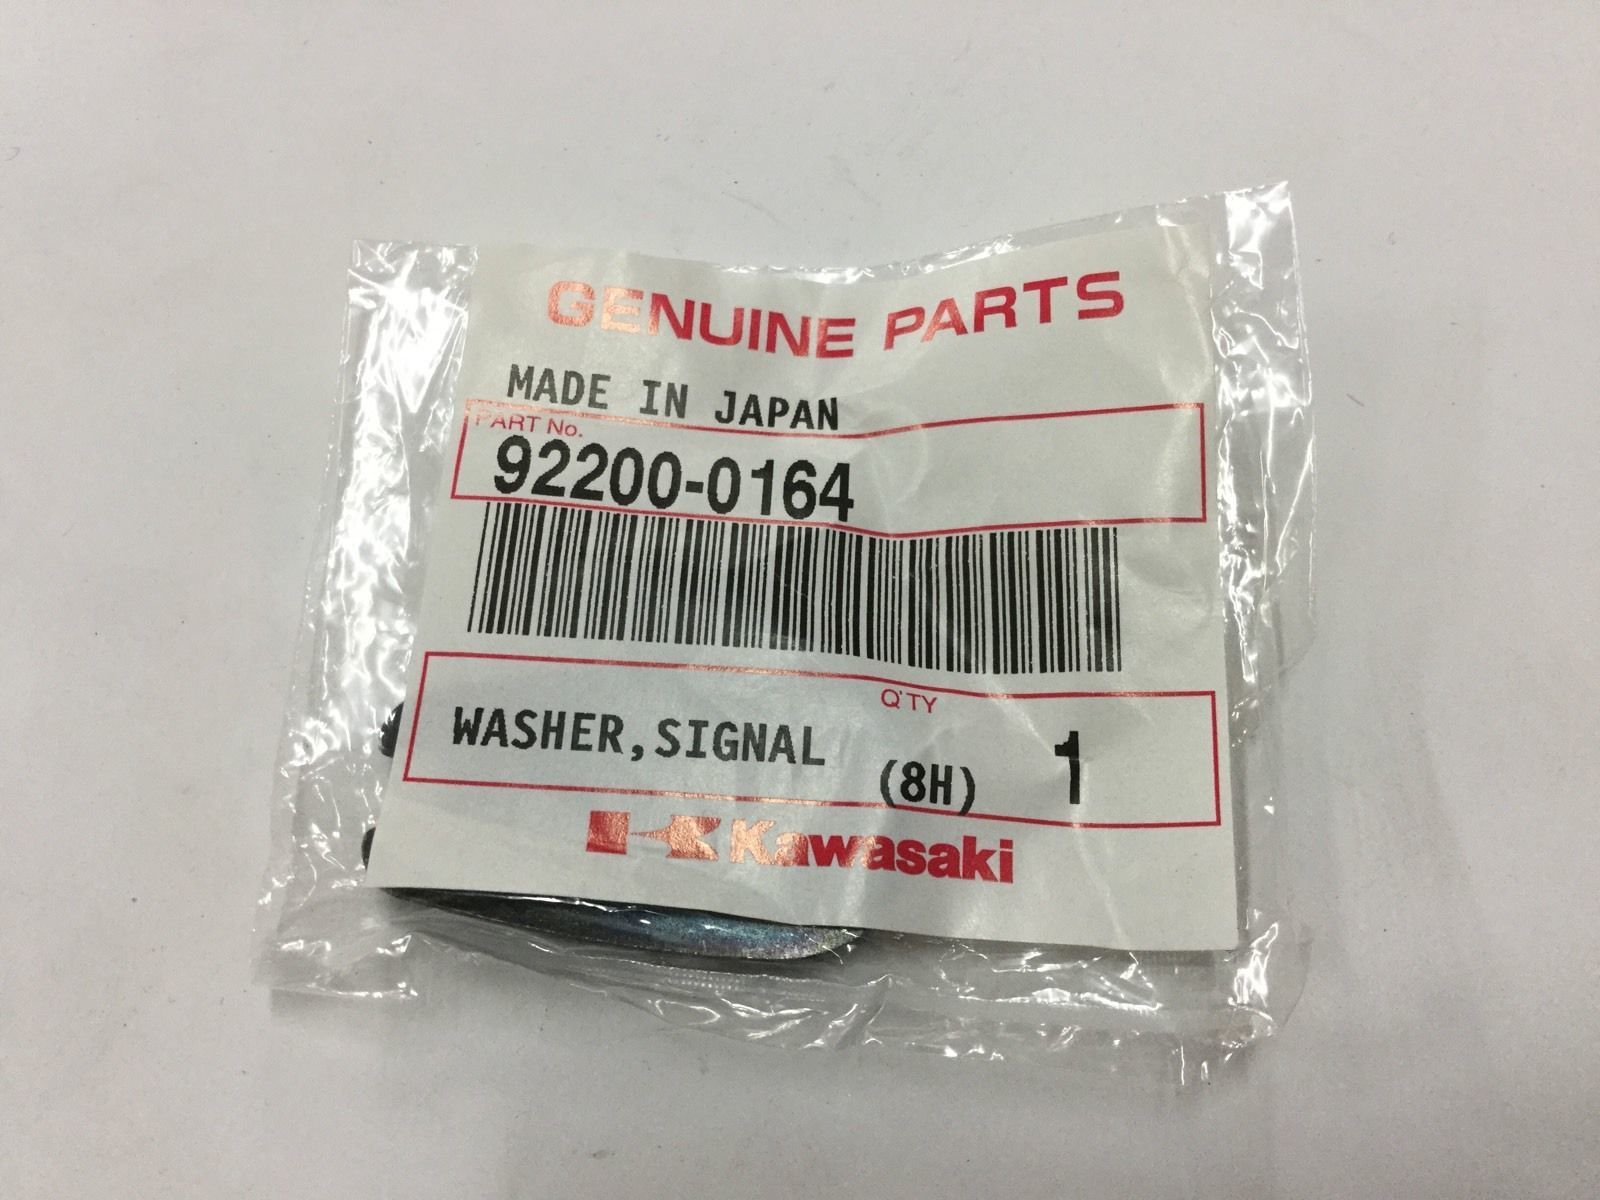 GENUINE PARTS
MADE IN JAPAN
PART No.
92200-0164
Q'TY
WASHER,SIGNAL (8H) 1
Kawasaki